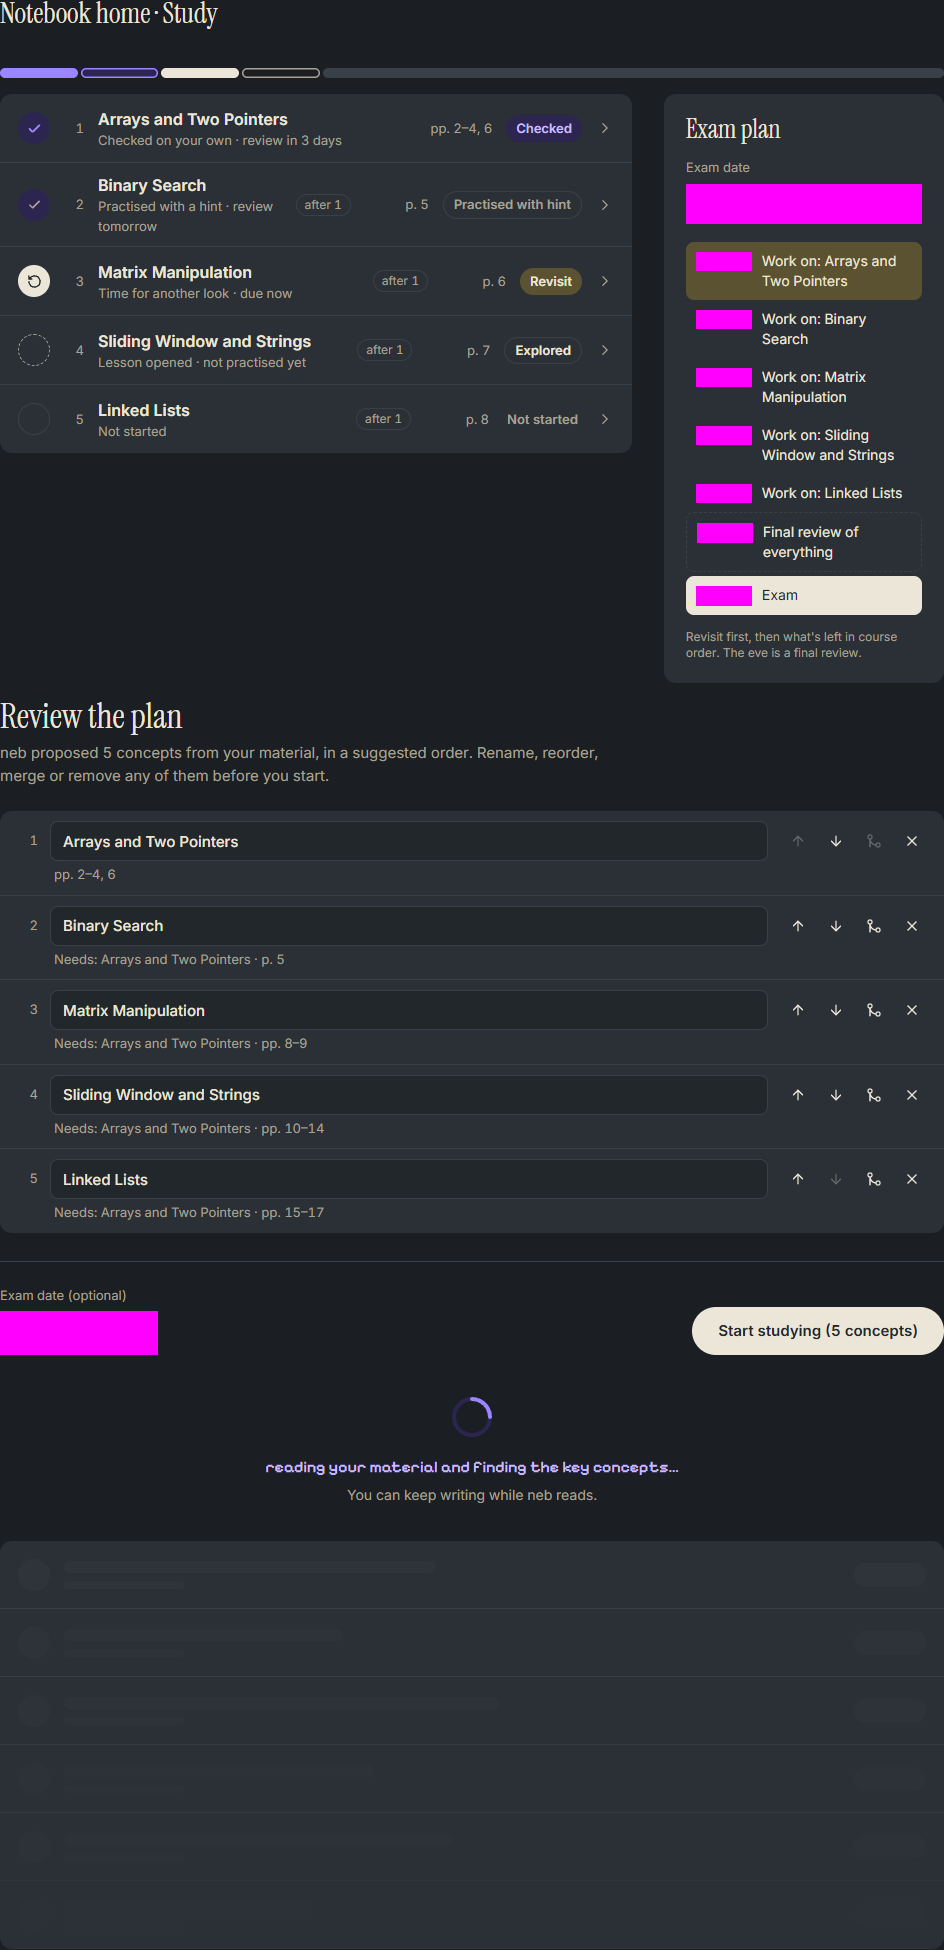 Notebook home · Study
1 Arrays and Two Pointers pp. 2–4, 6 Checked
Checked on your own · review in 3 days
2 Binary Search after 1 p. 5 Practised with hint
Practised with a hint · review
tomorrow
3 Matrix Manipulation after 1 p. 6 Revisit
Time for another look · due now
4 Sliding Window and Strings after 1 p. 7 Explored
Lesson opened · not practised yet
5 Linked Lists after 1 p. 8 Not started
Not started
Exam plan
Exam date
Work on: Arrays and
Two Pointers
Work on: Binary
Search
Work on: Matrix
Manipulation
Work on: Sliding
Window and Strings
Work on: Linked Lists
Final review of
everything
Exam
Revisit first, then what's left in course
order. The eve is a final review.
Review the plan
neb proposed 5 concepts from your material, in a suggested order. Rename, reorder,
merge or remove any of them before you start.
1 Arrays and Two Pointers
pp. 2–4, 6
2 Binary Search
Needs: Arrays and Two Pointers · p. 5
3 Matrix Manipulation
Needs: Arrays and Two Pointers · pp. 8–9
4 Sliding Window and Strings
Needs: Arrays and Two Pointers · pp. 10–14
5 Linked Lists
Needs: Arrays and Two Pointers · pp. 15–17
Exam date (optional)
Start studying (5 concepts)
reading your material and finding the key concepts...
You can keep writing while neb reads.